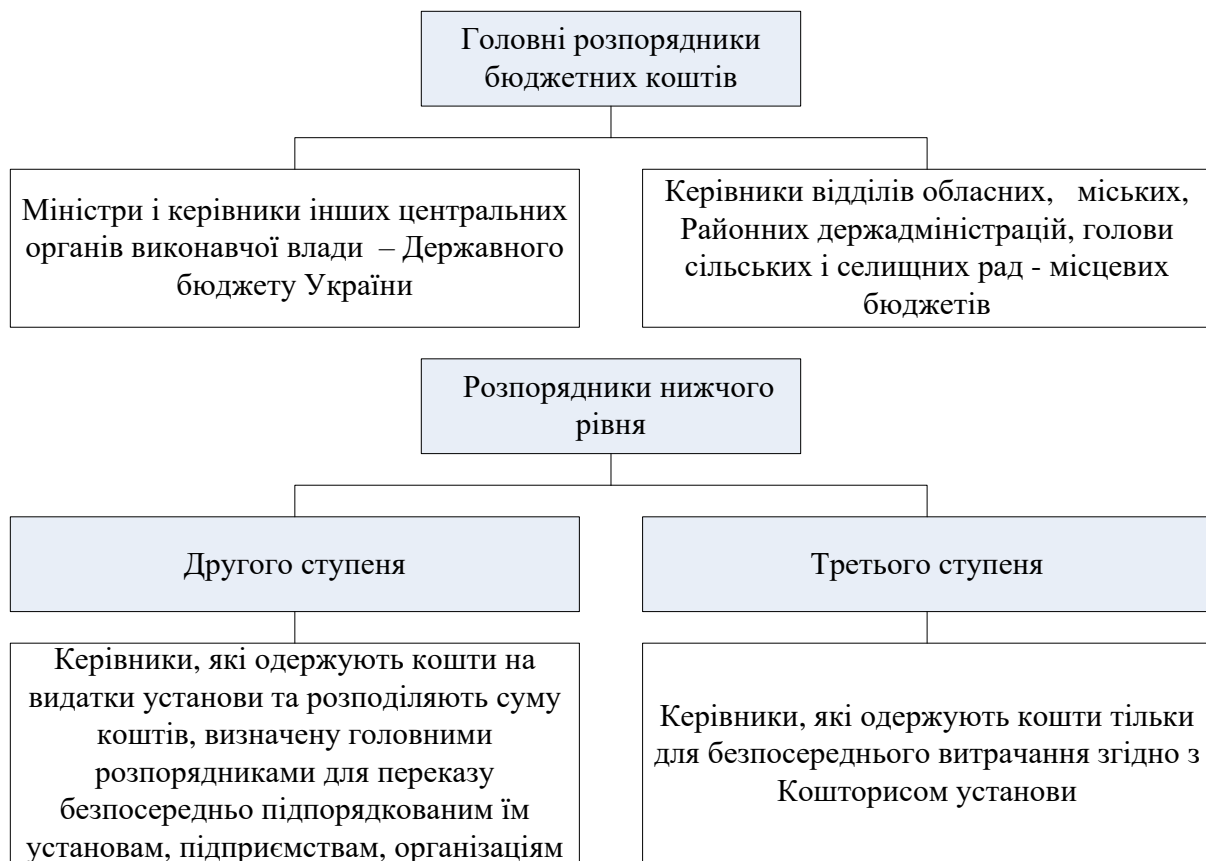 Головні розпорядники
бюджетних коштів
Міністри і керівники інших центральних
органів виконавчої влади – Державного
бюджету України
Керівники відділів обласних, міських,
Районних держадміністрацій, голови
сільських і селищних рад - місцевих
бюджетів
Розпорядники нижчого
рівня
Другого ступеня
Третього ступеня
Керівники, які одержують кошти на
видатки установи та розподіляють суму
коштів, визначену головними
розпорядниками для переказу
безпосередньо підпорядкованим їм
установам, підприємствам, організаціям
Керівники, які одержують кошти тільки
для безпосереднього витрачання згідно з
Кошторисом установи